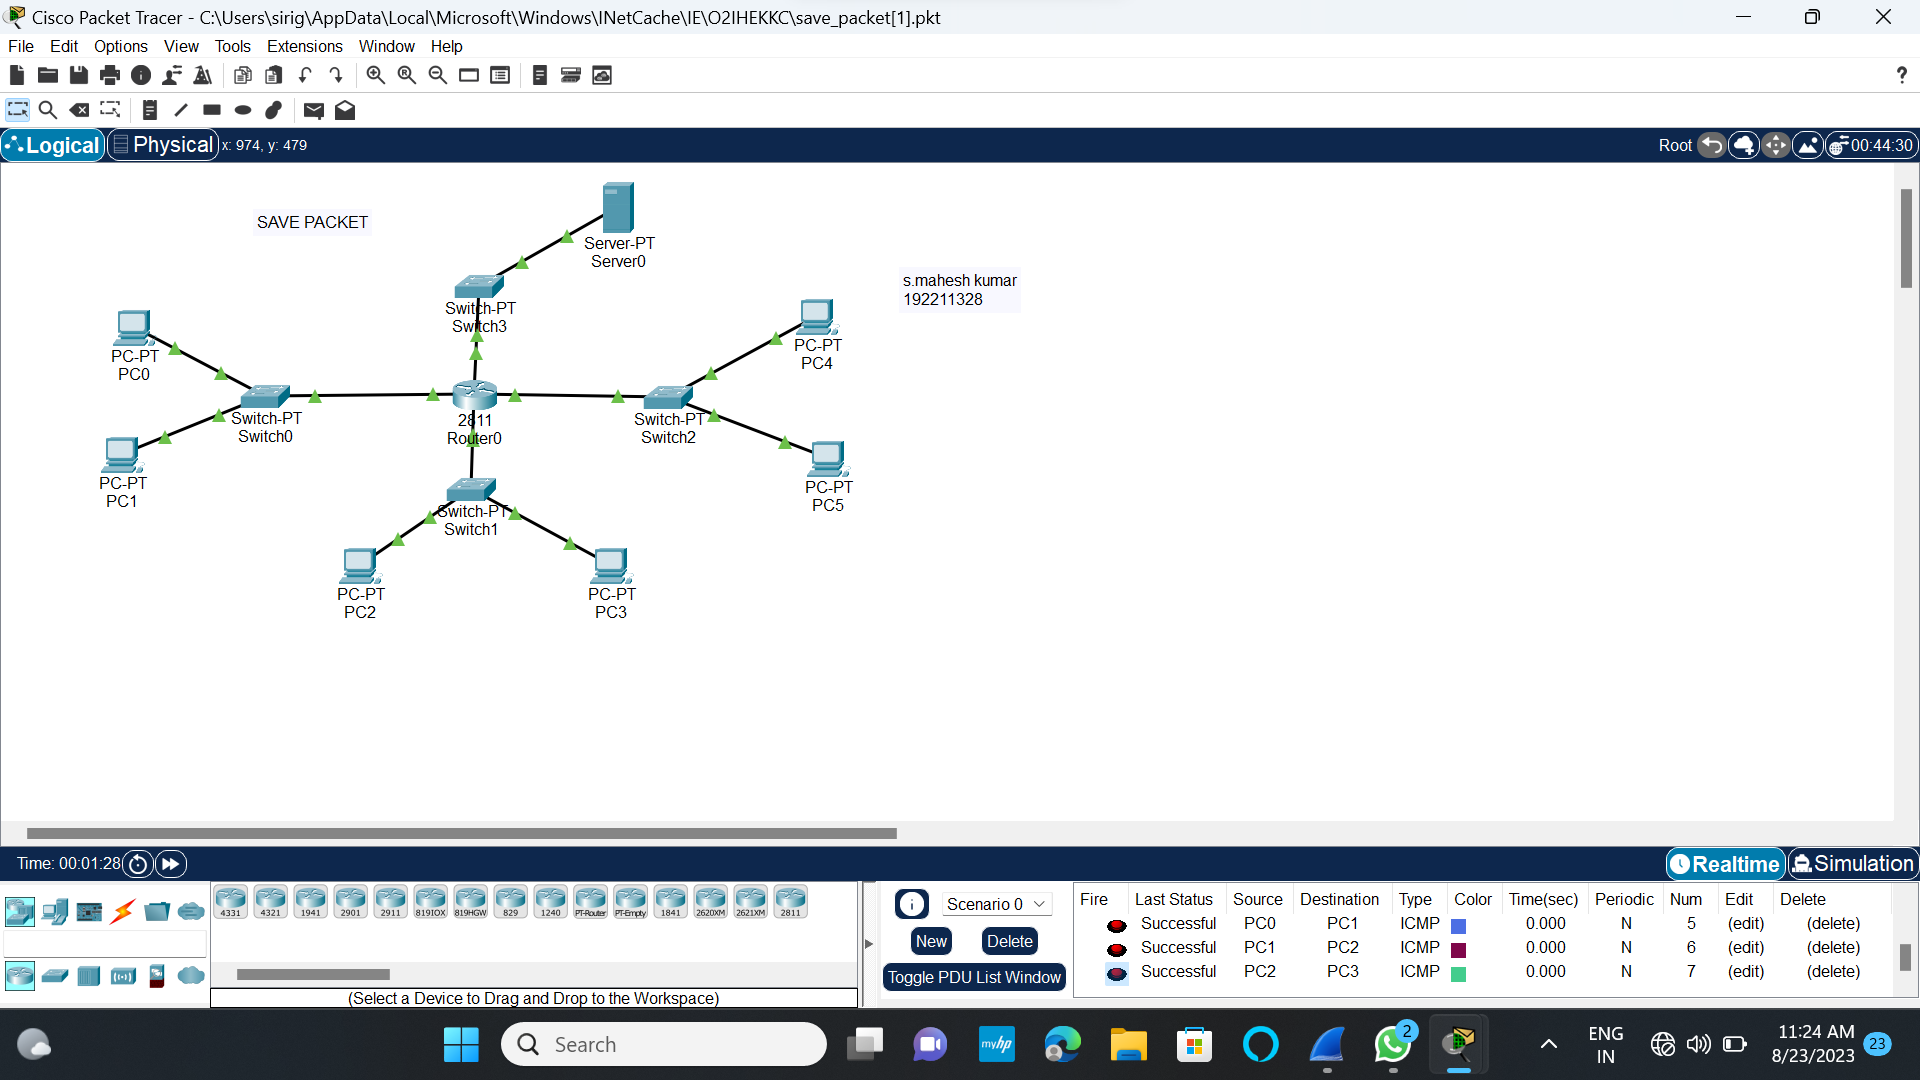 Cisco Packet Tracer - C:\Users\sirig\AppData\Local\Microsoft\Windows\INetCache\IE\O2IHEKKC\save_packet[1].pkt
File Edit Options View Tools Extensions Window Help
?
Logical Physical x: 974, y: 479 Root 00:44:30
SAVE PACKET
Server-PT
Server0
s.mahesh kumar
192211328
Switch-PT
Switch3
PC-PT
PC0
PC-PT
PC4
Switch-PT
Switch0
2811
Router0
Switch-PT
Switch2
PC-PT
PC1
PC-PT
PC5
Switch-PT
Switch1
PC-PT
PC2
PC-PT
PC3
Time: 00:01:28 Realtime Simulation
4331 4321 1941 2901 2911 819IOX 819HGW 829 1240 PT-Router PT-Empty 1841 2620XM 2621XM 2811
(Select a Device to Drag and Drop to the Workspace)
Scenario 0
New Delete
Toggle PDU List Window
Fire Last Status Source Destination Type Color Time(sec) Periodic Num Edit Delete
Successful PC0 PC1 ICMP 0.000 N 5 (edit) (delete)
Successful PC1 PC2 ICMP 0.000 N 6 (edit) (delete)
Successful PC2 PC3 ICMP 0.000 N 7 (edit) (delete)
Search
myhp
2
ENG
IN
11:24 AM
8/23/2023
23